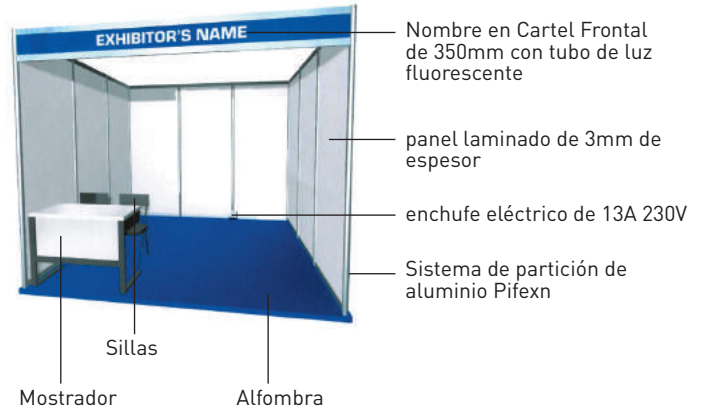 EXHIBITOR'S NAME
Nombre en Cartel Frontal
de 350mm con tubo de luz
fluorescente
panel laminado de 3mm de
espesor
enchufe eléctrico de 13A 230V
Sistema de partición de
aluminio Pifexn
Sillas
Mostrador
Alfombra